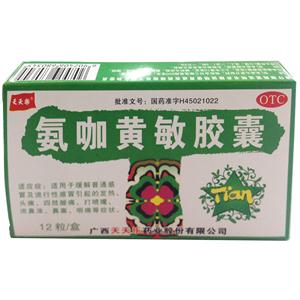 天天乐
批准文号：国药准字H45021022
OTC
氨咖黄敏胶囊
适应症：适用于缓解普通感
冒及流行性感冒引起的发热、
头痛、四肢酸痛、打喷嚏、
流鼻涕、鼻塞、咽痛等症状。
Tian
12粒/盒
广西天天乐药业股份有限公司